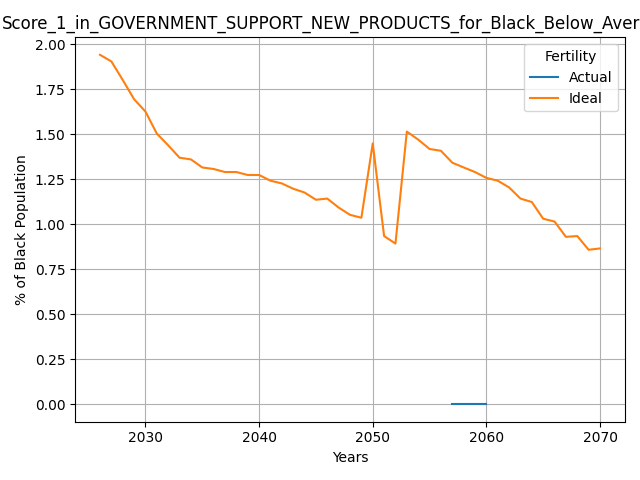 Score_1_in_GOVERNMENT_SUPPORT_NEW_PRODUCTS_for_Black_Below_Aver
Fertility
Actual
Ideal
% of Black Population
2.00
1.75
1.50
1.25
1.00
0.75
0.50
0.25
0.00
2030 2040 2050 2060 2070
Years